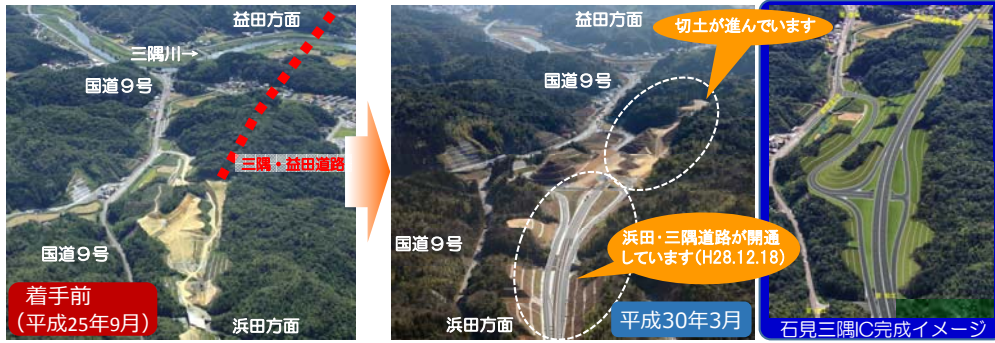 益田方面
三隅川→
国道９号
三隅・益田道路
国道９号
着手前
（平成25年9月）
浜田方面
益田方面
切土が進んでいます
国道９号
浜田・三隅道路が開通
しています(H28.12.18)
国道９号
浜田方面
平成30年3月
石見三隅IC完成イメージ